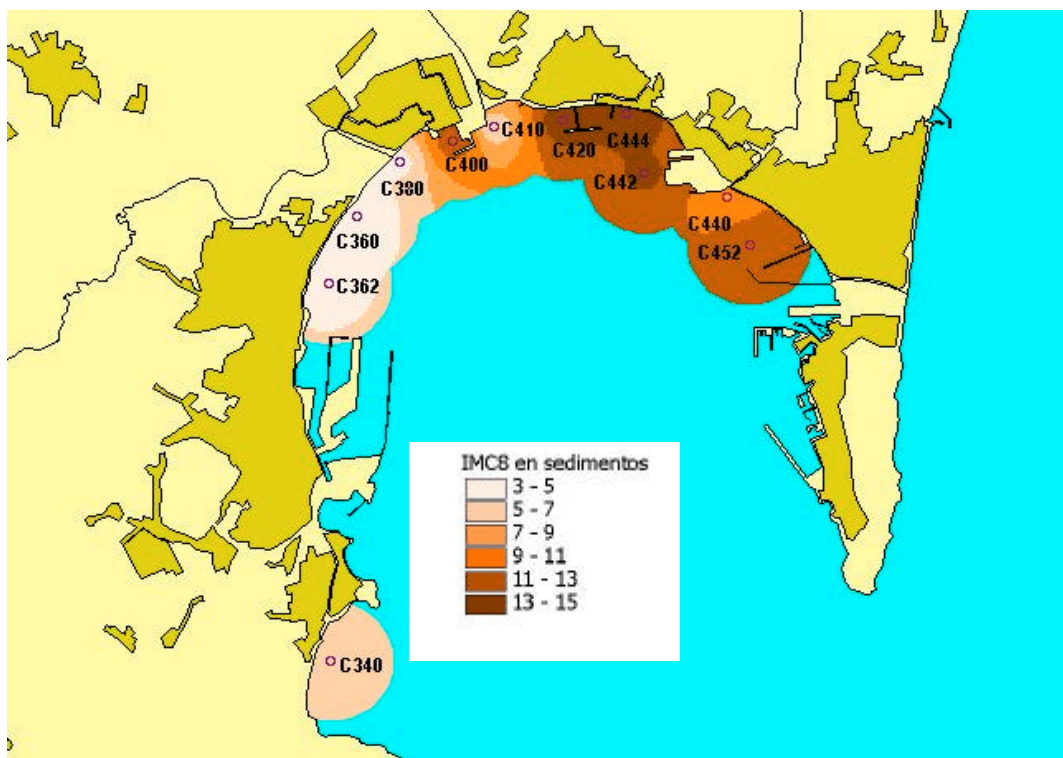 C410
C444
C420
C400
C380
C442
C440
C360
C452
C362
IMC8 en sedimentos
3 - 5
5 - 7
7 - 9
9 - 11
11 - 13
13 - 15
C340